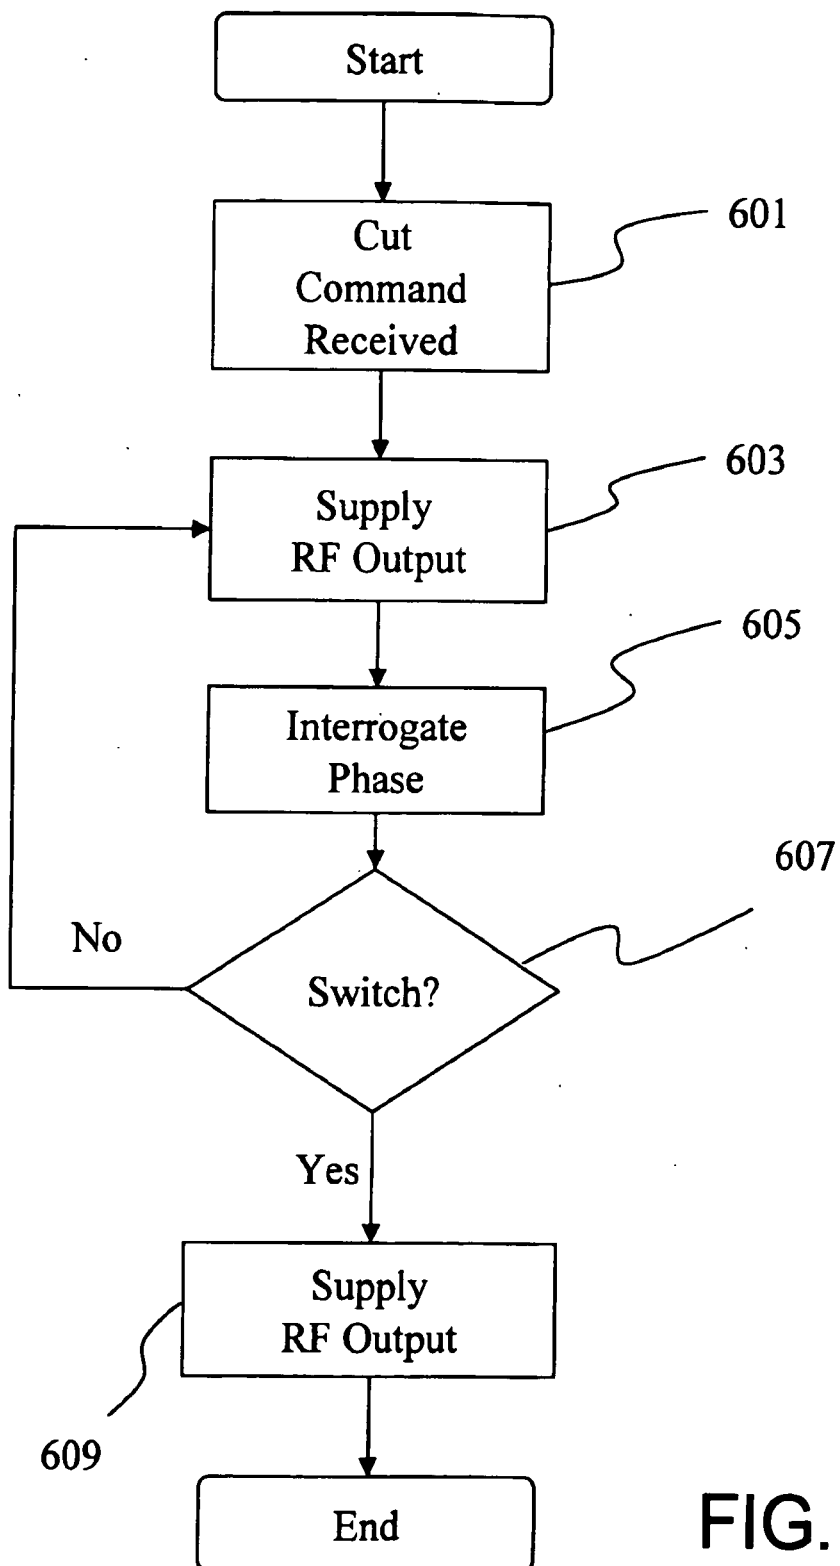 Start
Cut
Command
Received
601
Supply
RF Output
603
Interrogate
Phase
605
Switch?
607
No
Yes
Supply
RF Output
609
End
FIG.